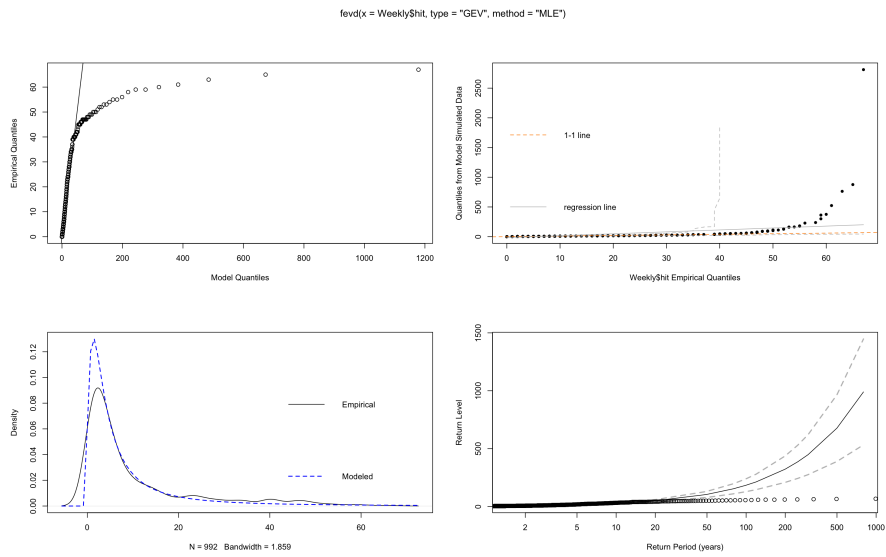 fevd(x = Weekly$hit, type = "GEV", method = "MLE")
Empirical Quantiles
0 10 20 30 40 50 60
0 200 400 600 800 1000 1200
Model Quantiles
Quantiles from Model Simulated Data
0 500 1000 1500 2000 2500
1-1 line
regression line
0 10 20 30 40 50 60
Weekly$hit Empirical Quantiles
Density
0.00 0.02 0.04 0.06 0.08 0.10 0.12
Empirical
Modeled
0 20 40 60
N = 992 Bandwidth = 1.859
Return Level
0 500 1000 1500
2 5 10 20 50 100 200 500 1000
Return Period (years)